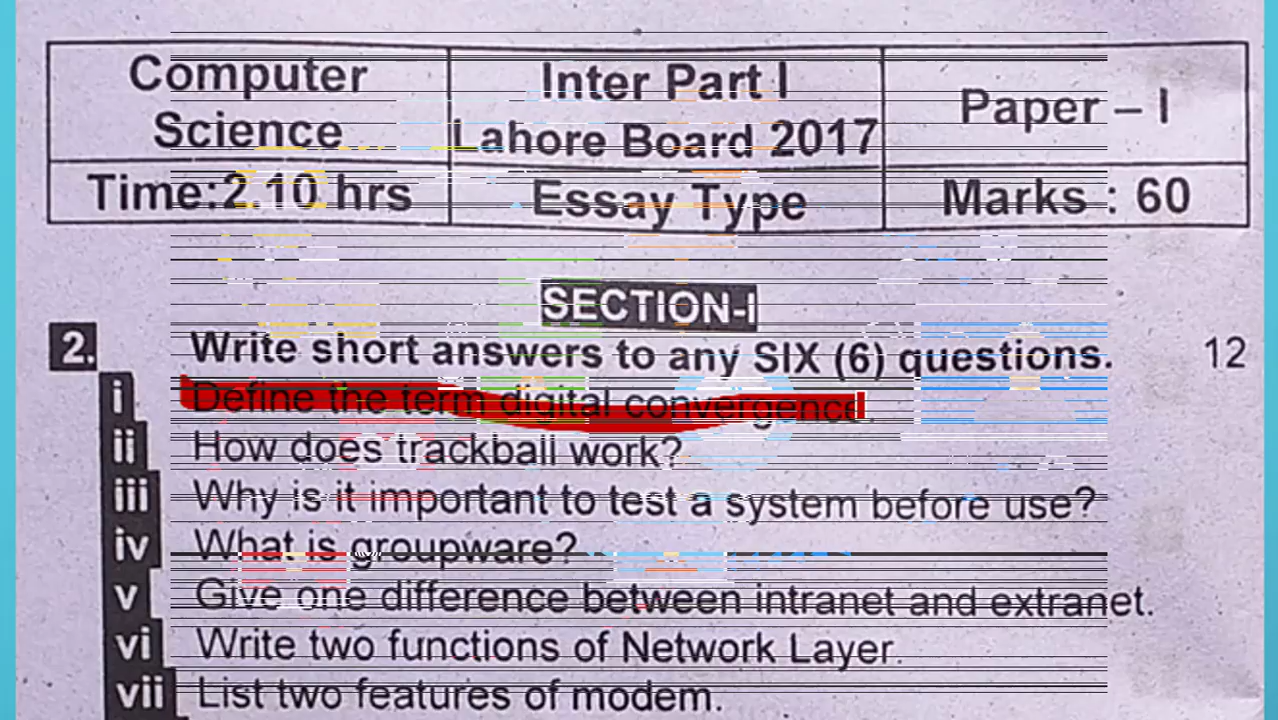 Computer Science
Inter Part I
Lahore Board 2017
Paper – I
Time:2.10 hrs
Essay Type
Marks : 60
SECTION-I
2. Write short answers to any SIX (6) questions. 12
i Define the term digital convergence.
ii How does trackball work?
iii Why is it important to test a system before use?
iv What is groupware?
v Give one difference between intranet and extranet.
vi Write two functions of Network Layer.
vii List two features of modem.